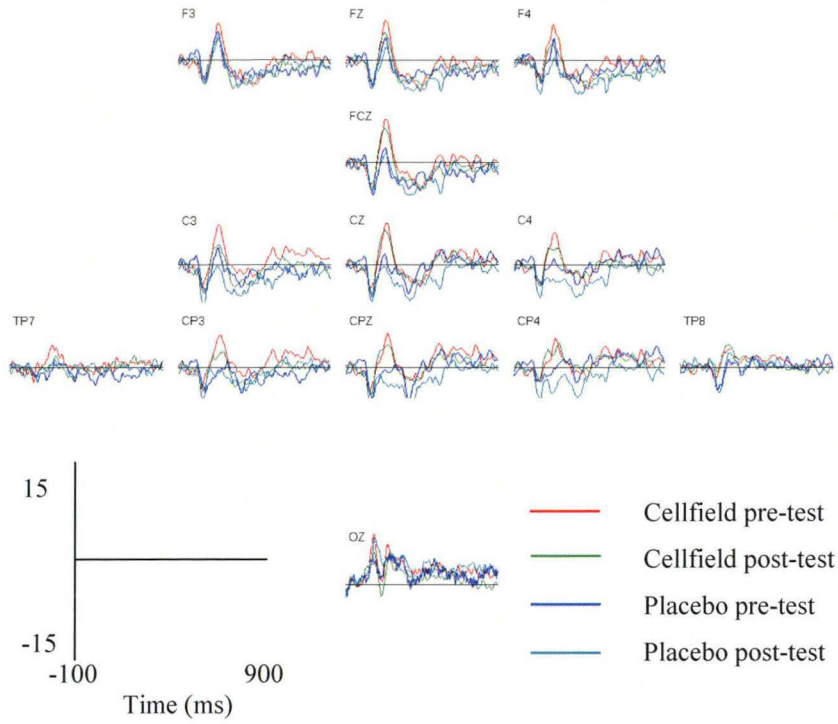 F3 FZ F4
FCZ
C3 CZ C4
TP7 CP3 CPZ CP4 TP8
15
-15
-100 900
Time (ms)
OZ
Cellfield pre-test
Cellfield post-test
Placebo pre-test
Placebo post-test